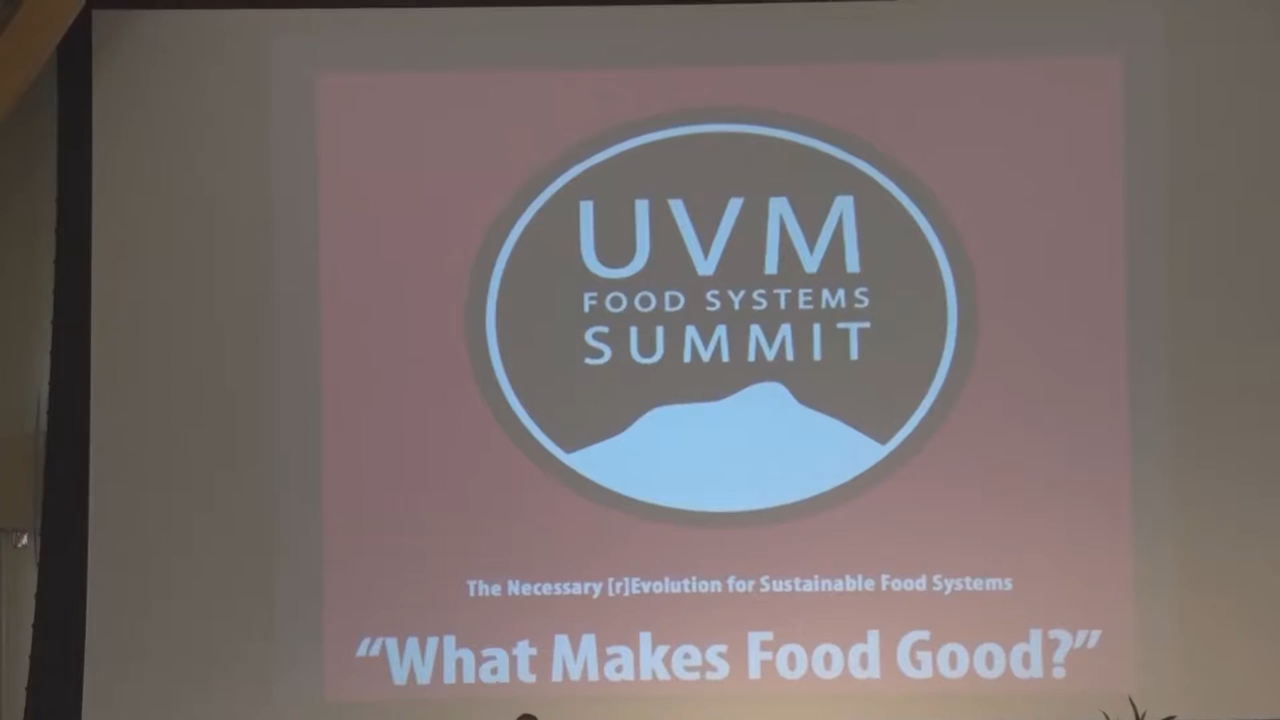 UVM
FOOD SYSTEMS
SUMMIT
The Necessary [r]Evolution for Sustainable Food Systems
“What Makes Food Good?”